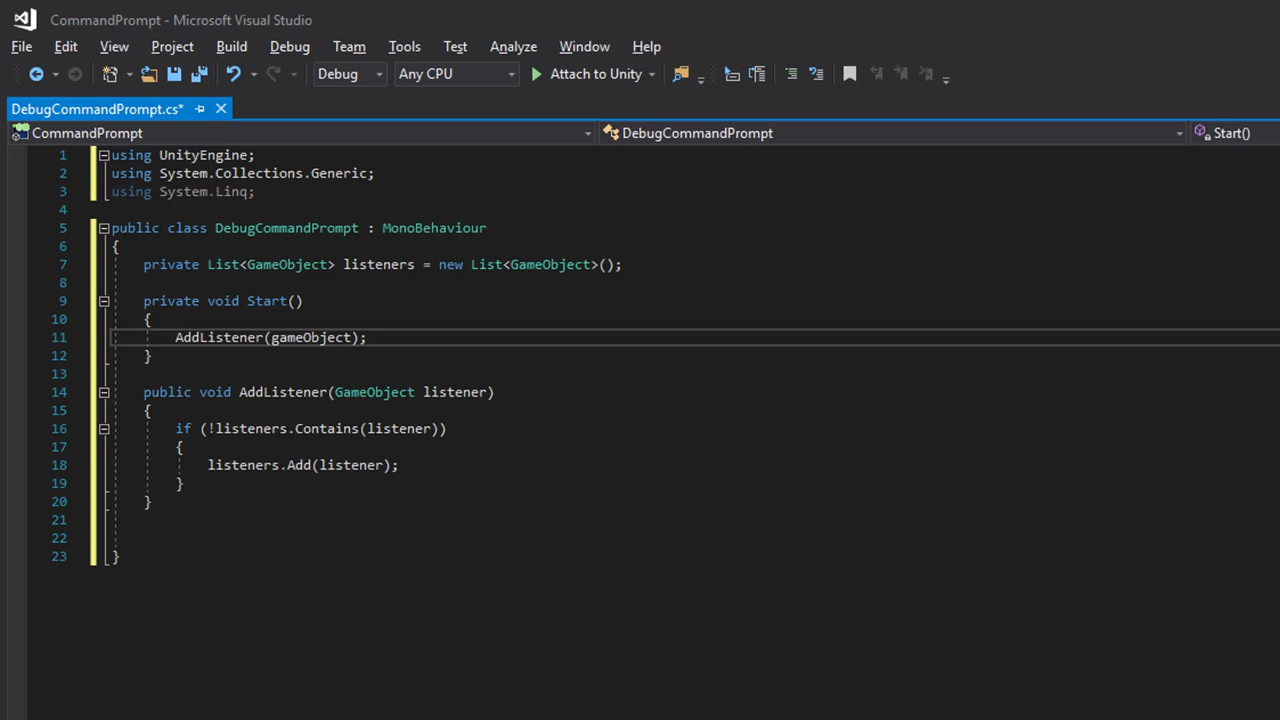 CommandPrompt - Microsoft Visual Studio
File Edit View Project Build Debug Team Tools Test Analyze Window Help
Debug Any CPU Attach to Unity
DebugCommandPrompt.cs*
CommandPrompt DebugCommandPrompt Start()
1 using UnityEngine;
2 using System.Collections.Generic;
3 using System.Linq;
4
5 public class DebugCommandPrompt : MonoBehaviour
6 {
7 private List<GameObject> listeners = new List<GameObject>();
8
9 private void Start()
10 {
11 AddListener(gameObject);
12 }
13
14 public void AddListener(GameObject listener)
15 {
16 if (!listeners.Contains(listener))
17 {
18 listeners.Add(listener);
19 }
20 }
21
22
23 }